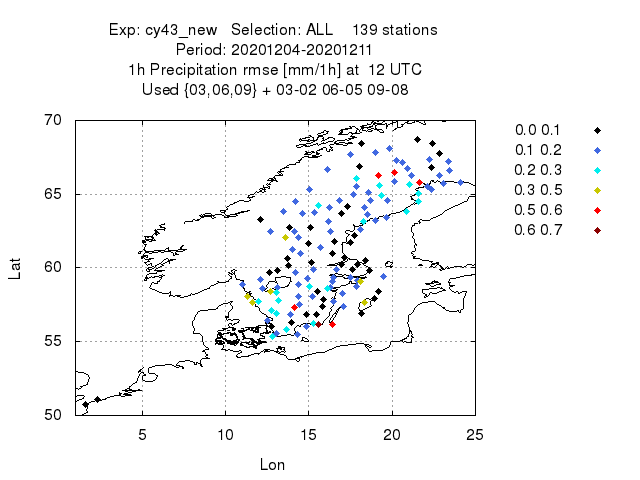 Exp: cy43_new Selection: ALL 139 stations
Period: 20201204-20201211
1h Precipitation rmse [mm/1h] at 12 UTC
Used {03,06,09} + 03-02 06-05 09-08
70
65
60
55
50
Lat
5 10 15 20 25
Lon
0.0 0.1
0.1 0.2
0.2 0.3
0.3 0.5
0.5 0.6
0.6 0.7